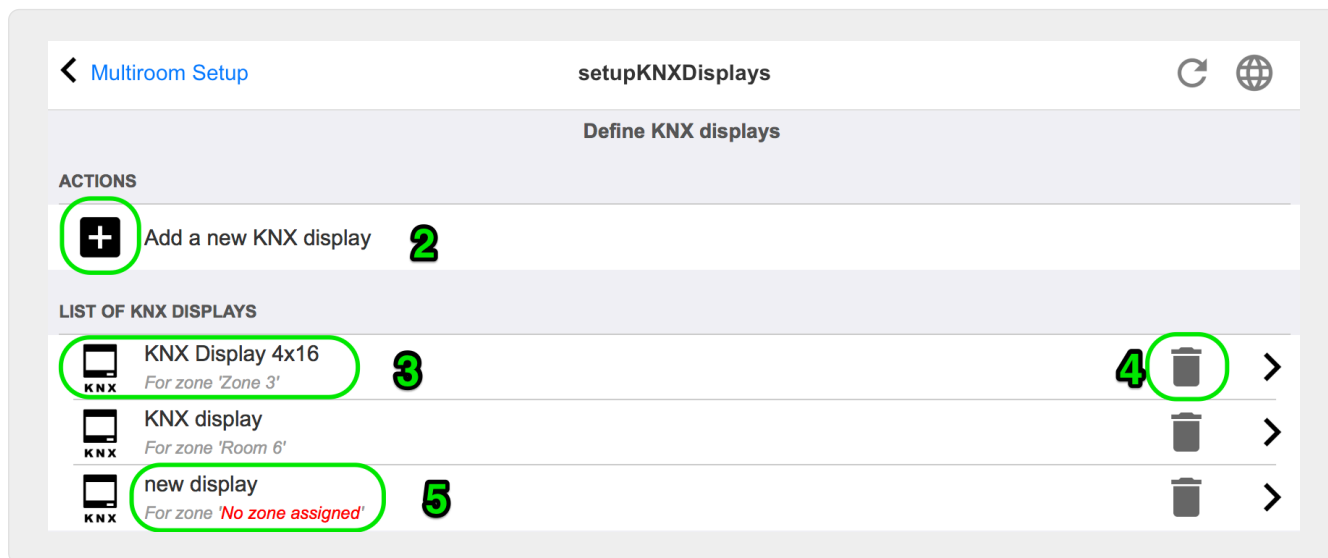 Multiroom Setup
setupKNXDisplays
Define KNX displays
ACTIONS
Add a new KNX display
2
LIST OF KNX DISPLAYS
KNX Display 4x16
KNX
For zone 'Zone 3'
3
4
KNX display
KNX
For zone 'Room 6'
new display
KNX
For zone 'No zone assigned'
5